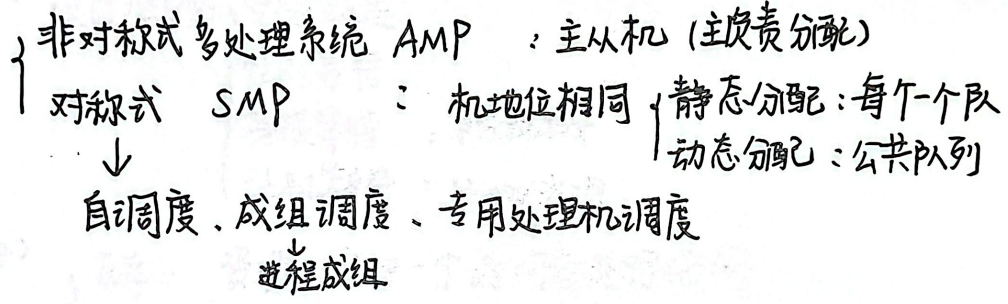 非对称式多处理系统 AMP : 主从机 (主负责分配)
对称式 SMP : 机地位相同 静态分配:每个一个队
动态分配:公共队列
↓
自调度、成组调度、专用处理机调度
↓
进程成组